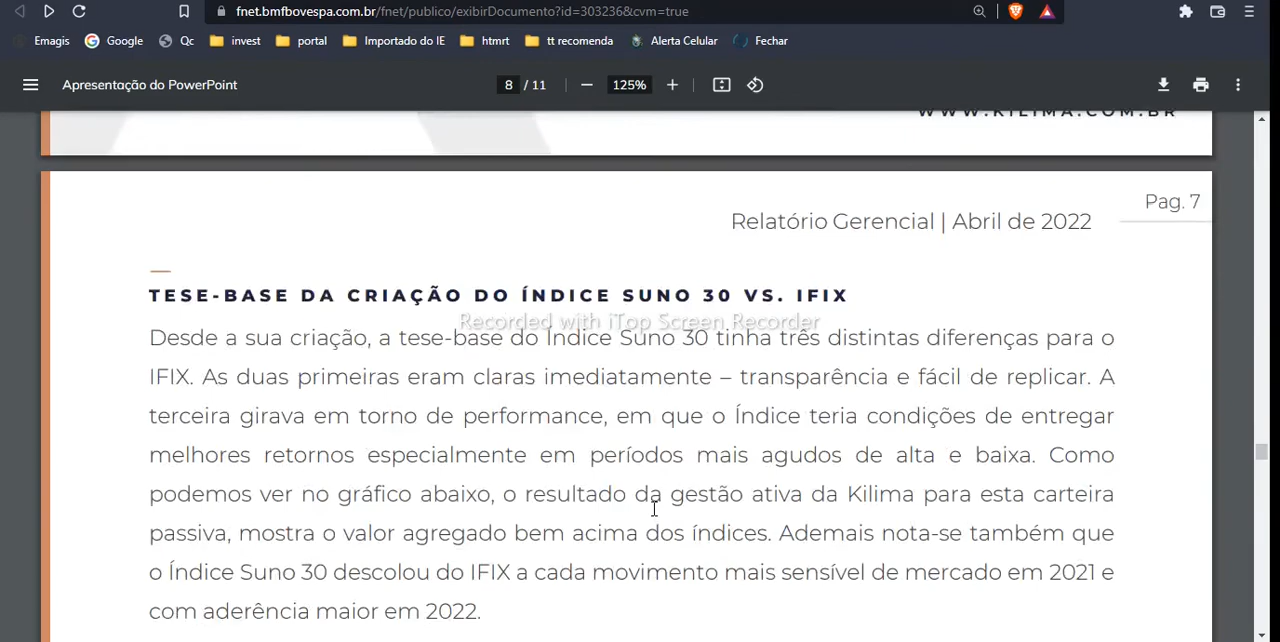 fnet.bmfbovespa.com.br/fnet/publico/exibirDocumento?id=303236&cvm=true
Emagis Google Qc invest portal Importado do IE htmrt tt recomenda Alerta Celular Fechar
Apresentação do PowerPoint 8 / 11 125%
WWW.KILIMA.COM.BR
Pag. 7
Relatório Gerencial | Abril de 2022
TESE-BASE DA CRIAÇÃO DO ÍNDICE SUNO 30 VS. IFIX
Recorded with iTop Screen Recorder
Desde a sua criação, a tese-base do Índice Suno 30 tinha três distintas diferenças para o
IFIX. As duas primeiras eram claras imediatamente – transparência e fácil de replicar. A
terceira girava em torno de performance, em que o Índice teria condições de entregar
melhores retornos especialmente em períodos mais agudos de alta e baixa. Como
podemos ver no gráfico abaixo, o resultado da gestão ativa da Kilima para esta carteira
passiva, mostra o valor agregado bem acima dos índices. Ademais nota-se também que
o Índice Suno 30 descolou do IFIX a cada movimento mais sensível de mercado em 2021 e
com aderência maior em 2022.